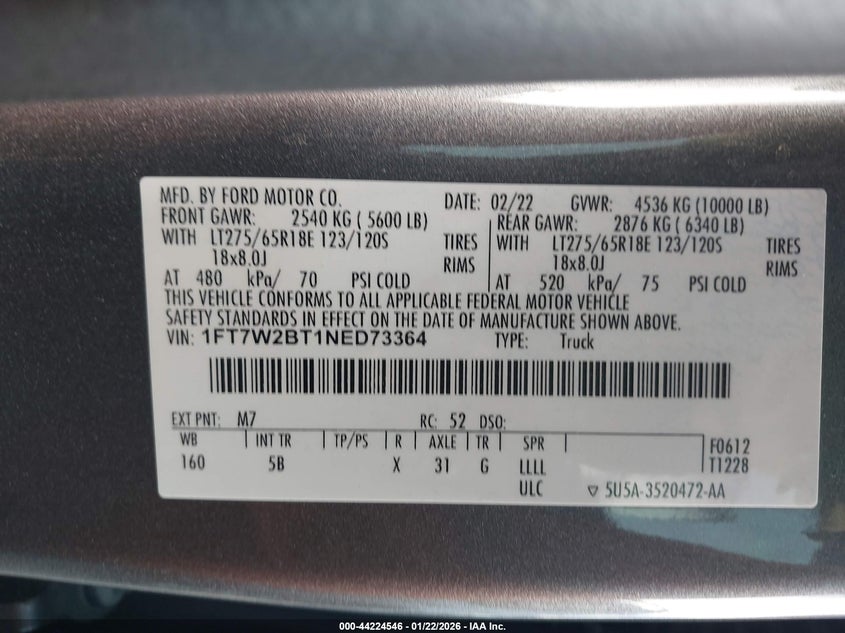 MFD. BY FORD MOTOR CO. DATE: 02/22 GVWR: 4536 KG (10000 LB)
FRONT GAWR: 2540 KG ( 5600 LB) REAR GAWR: 2876 KG ( 6340 LB)
WITH LT275/65R18E 123/120S TIRES WITH LT275/65R18E 123/120S TIRES
18x8.0J RIMS 18x8.0J RIMS
AT 480 kPa/ 70 PSI COLD AT 520 kPa/ 75 PSI COLD
THIS VEHICLE CONFORMS TO ALL APPLICABLE FEDERAL MOTOR VEHICLE
SAFETY STANDARDS IN EFFECT ON THE DATE OF MANUFACTURE SHOWN ABOVE.
VIN: 1FT7W2BT1NED73364 TYPE: Truck
EXT PNT: M7 RC: 52 DSO:
WB INT TR TP/PS R AXLE TR SPR F0612
160 5B X 31 G LLLL T1228
ULC 5U5A-3520472-AA
000-44224546 - 01/22/2026 - IAA Inc.